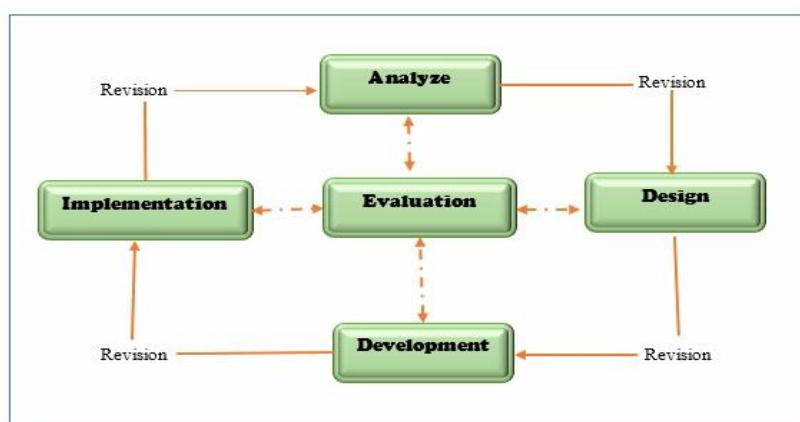 Analyze
Revision
Revision
Implementation
Evaluation
Design
Development
Revision
Revision